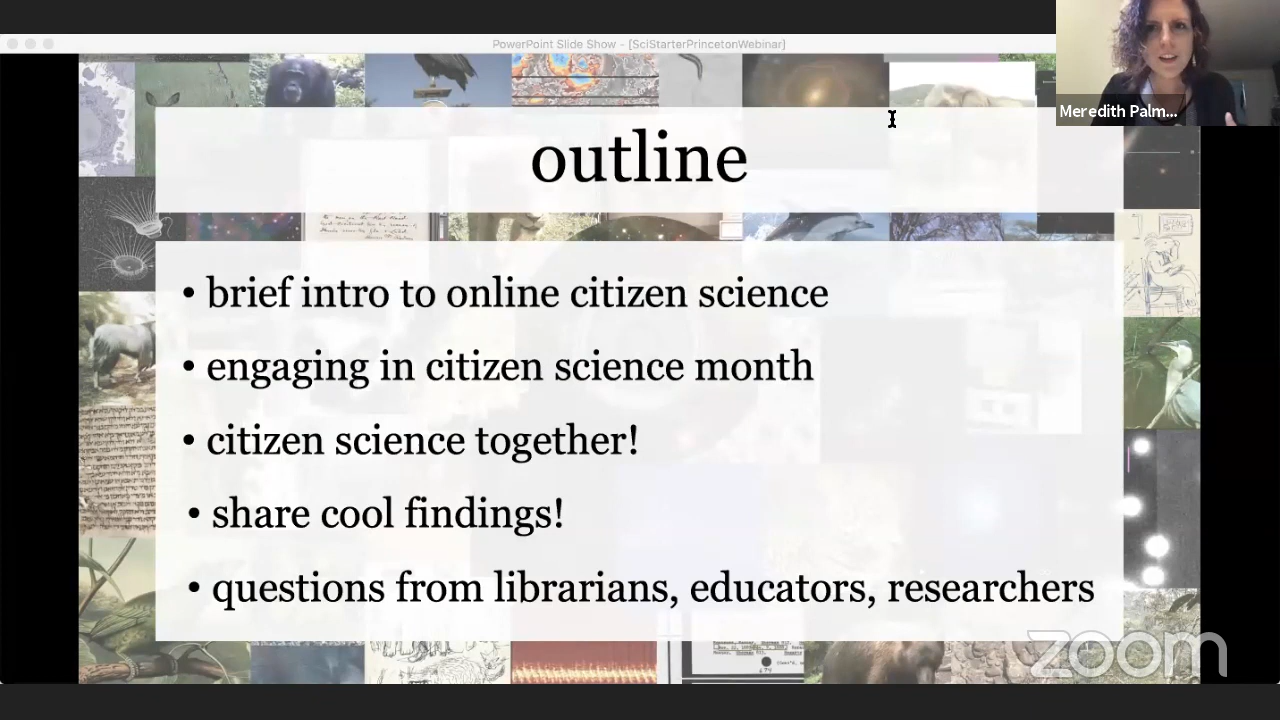 PowerPoint Slide Show - [SciStarterPrincetonWebinar]
Meredith Palm...
outline
• brief intro to online citizen science
• engaging in citizen science month
• citizen science together!
• share cool findings!
• questions from librarians, educators, researchers
zoom